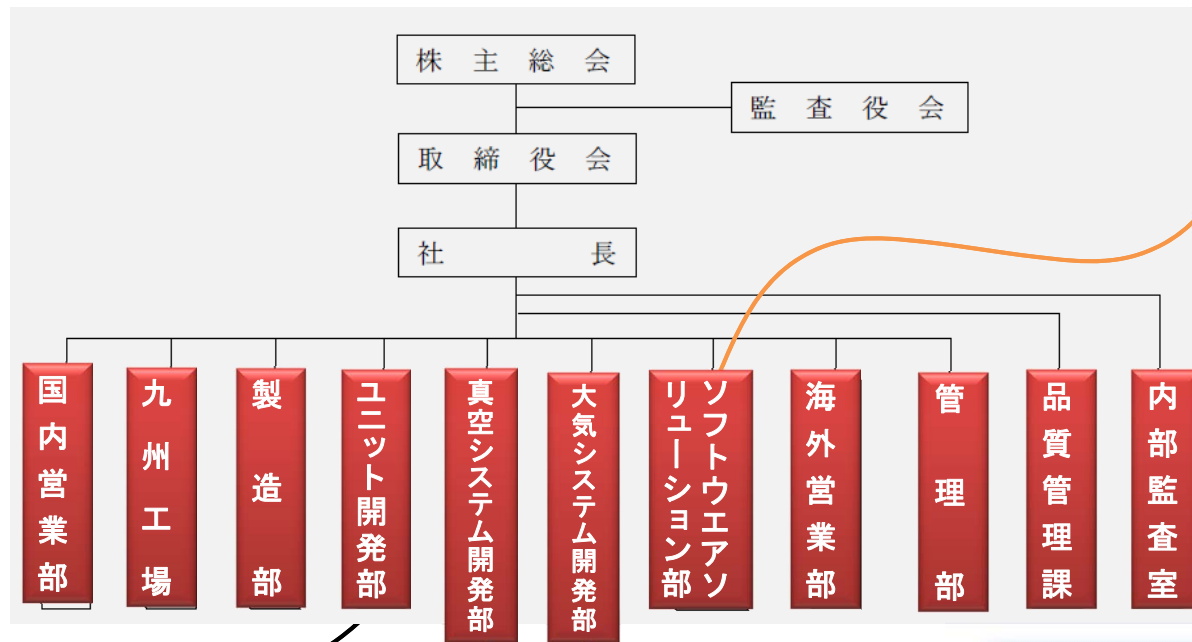 株主総会
監査役会
取締役会
社長
国内営業部
九州工場
製造部
ユニット開発部
真空システム開発部
大気システム開発部
ソフトウエアソ
リューション部
海外営業部
管理部
品質管理課
内部監査室